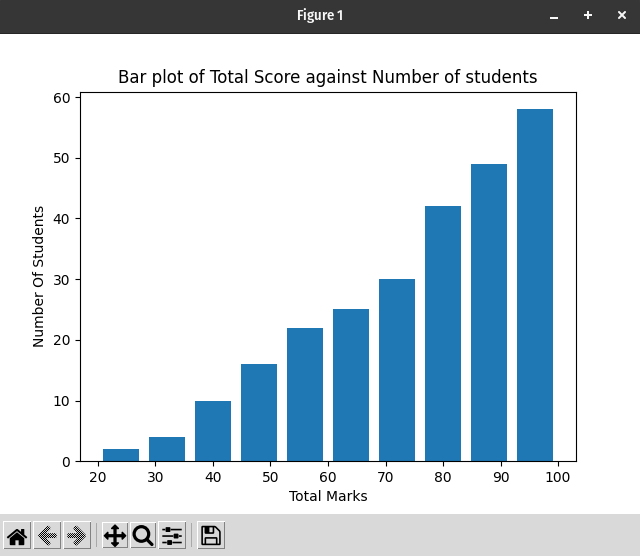 Figure 1
Bar plot of Total Score against Number of students
60
50
40
30
20
10
0
Number Of Students
20 30 40 50 60 70 80 90 100
Total Marks